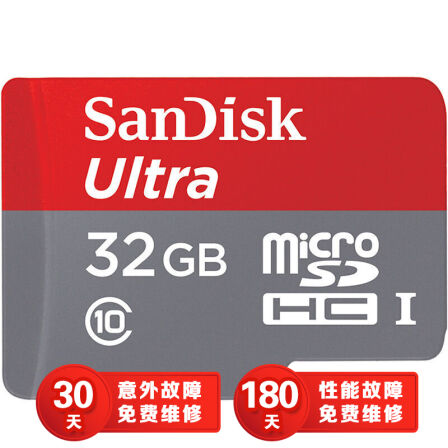 SanDisk
Ultra
32GB
micro
SD
HC I
10
30
天
意外故障
免费维修
180
天
性能故障
免费维修